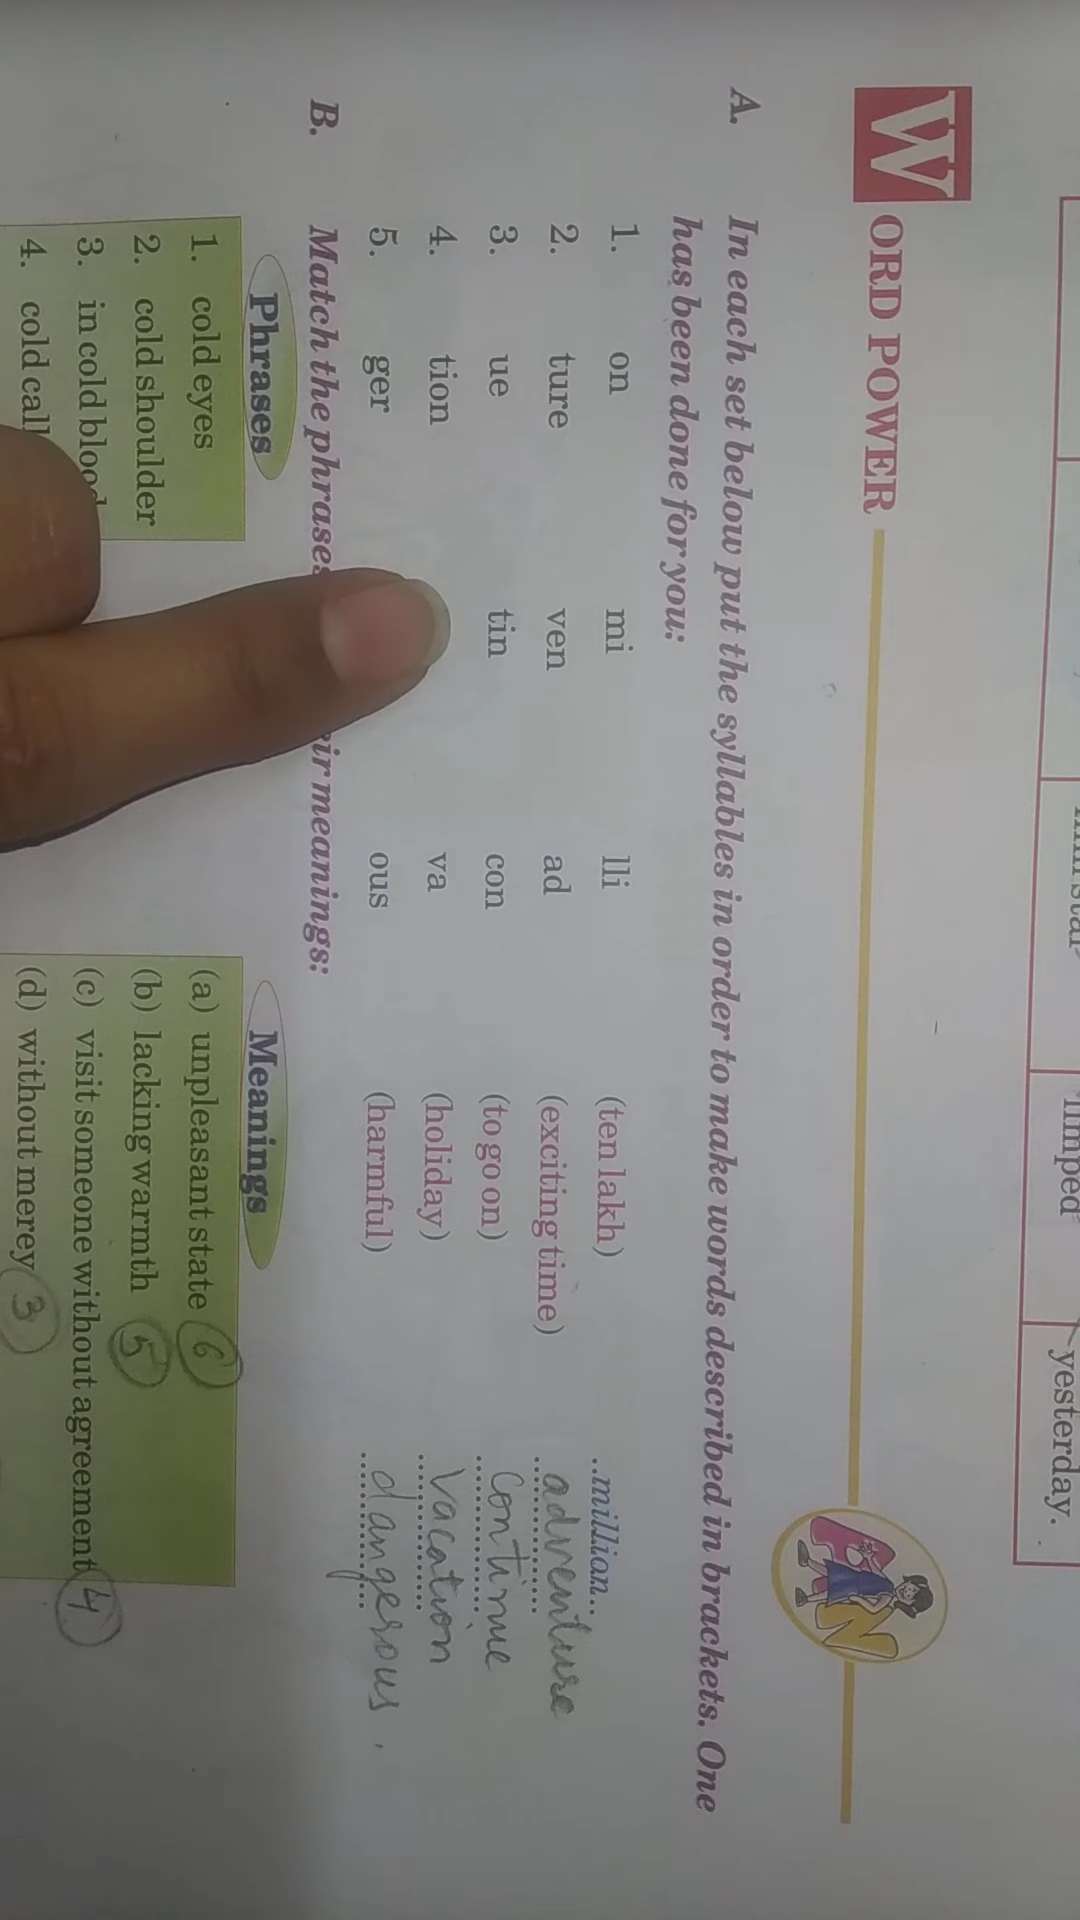 yesterday.
WORD POWER
A. In each set below put the syllables in order to make words described in brackets. One
has been done for you:
1. on mi lli (ten lakh) ..million..
2. ture ven ad (exciting time) adventure
3. ue tin con (to go on) continue
4. tion va (holiday) Vacation
5. ger ous (harmful) dangerous.
B. Match the phrases meanings:
Phrases Meanings
1. cold eyes (a) unpleasant state 6
2. cold shoulder (b) lacking warmth 5
3. in cold blood (c) visit someone without agreement 4
4. cold call (d) without merey 3